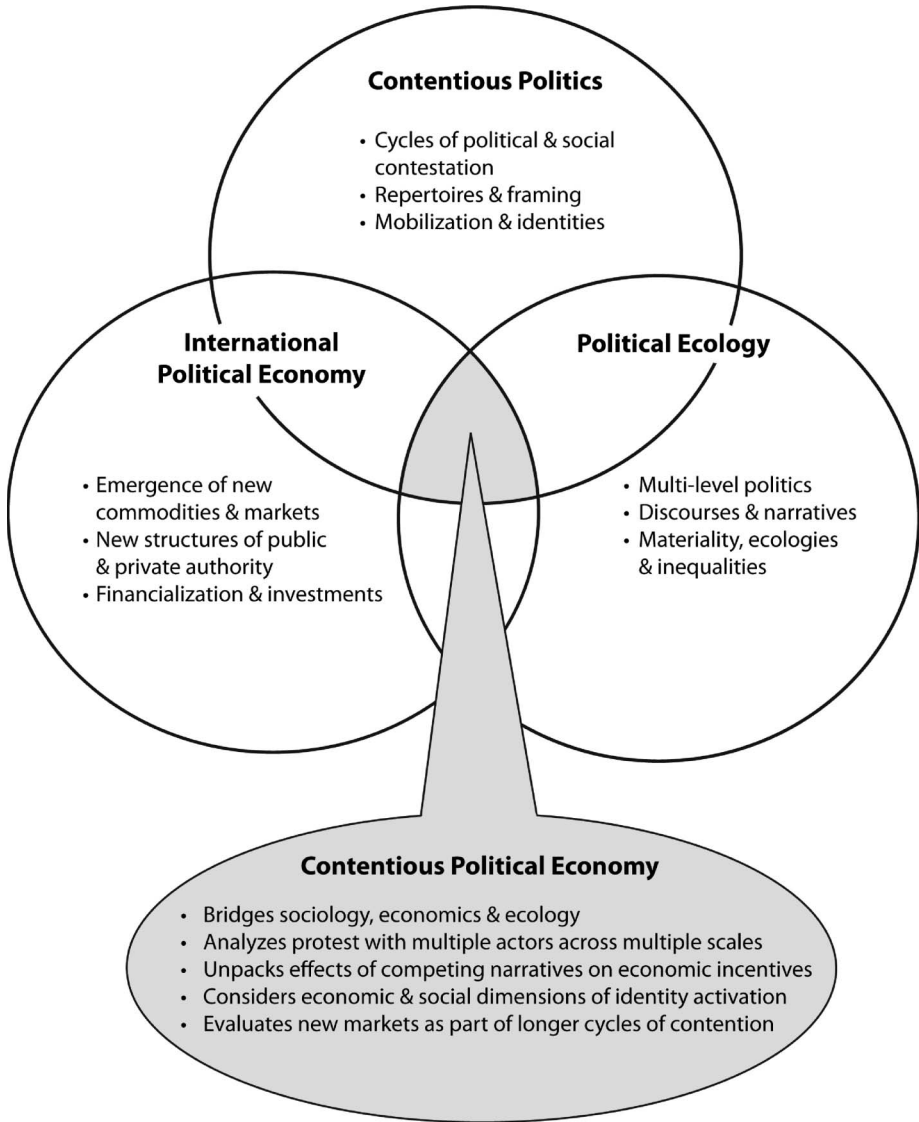 Contentious Politics
• Cycles of political & social
contestation
• Repertoires & framing
• Mobilization & identities
International
Political Economy
• Emergence of new
commodities & markets
• New structures of public
& private authority
• Financialization & investments
Political Ecology
• Multi-level politics
• Discourses & narratives
• Materiality, ecologies
& inequalities
Contentious Political Economy
• Bridges sociology, economics & ecology
• Analyzes protest with multiple actors across multiple scales
• Unpacks effects of competing narratives on economic incentives
• Considers economic & social dimensions of identity activation
• Evaluates new markets as part of longer cycles of contention